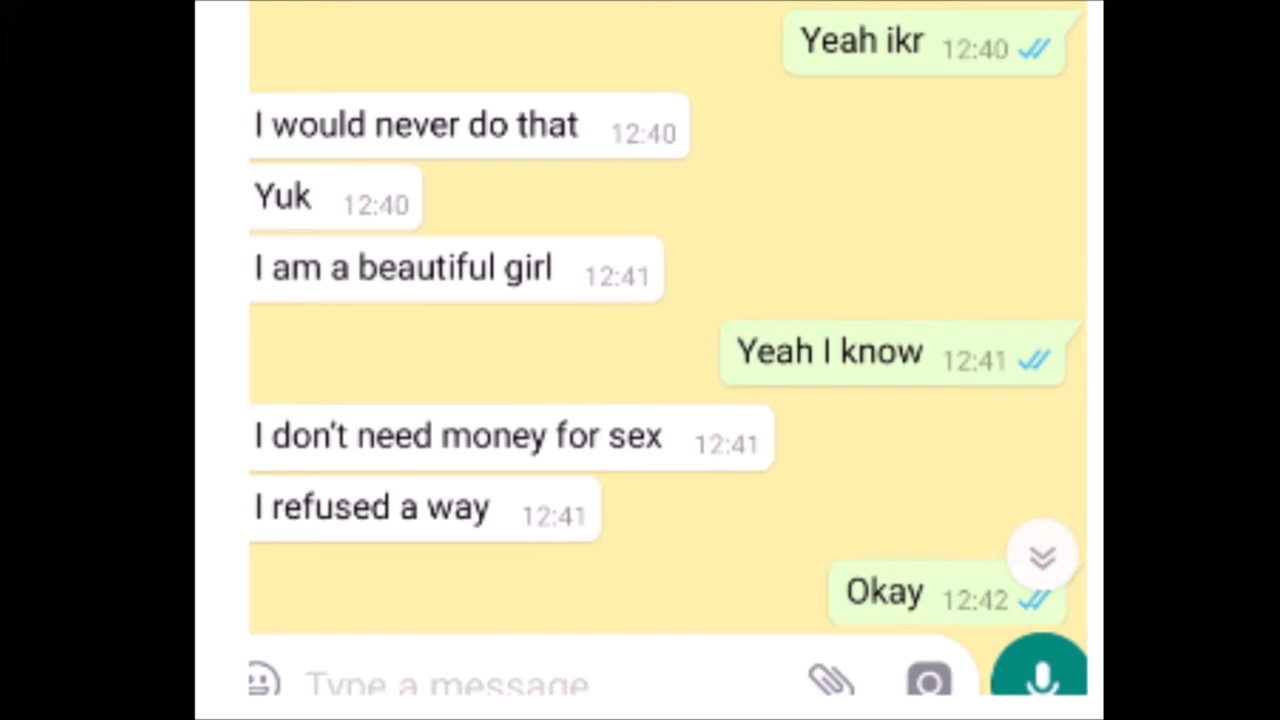 Yeah ikr 12:40
I would never do that 12:40
Yuk 12:40
I am a beautiful girl 12:41
Yeah I know 12:41
I don't need money for sex 12:41
I refused a way 12:41
Okay 12:42
Type a message